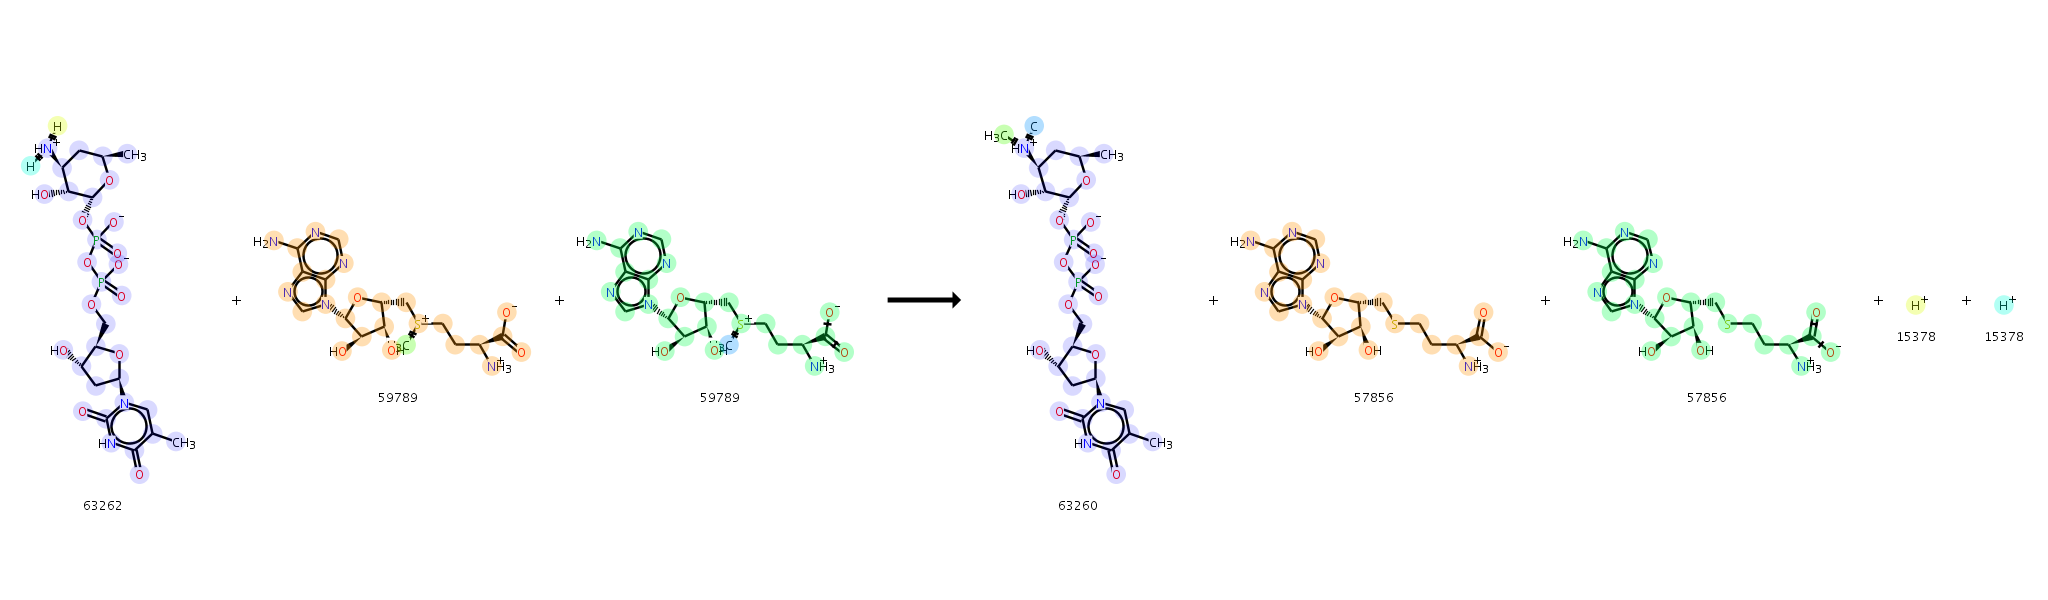 H
HN+
H
CH3
O
HO
O
O−
P
O
O
O−
P
O
O
HO
O
N
O
HN
CH3
O
63262
+
H2N
N
N
N
N
O
HO
OH
H3C
S+
O−
O
NH3+
59789
+
H2N
N
N
N
N
O
HO
OH
C
S+
O−
O
NH3+
59789
H3C
C
HN+
CH3
O
HO
O
O−
P
O
O
O−
P
O
O
HO
O
N
O
HN
CH3
O
63260
+
H2N
N
N
N
N
O
HO
OH
S
O
O−
NH3+
57856
+
H2N
N
N
N
N
O
HO
OH
S
O
O−
NH3+
57856
+
H+
15378
+
H+
15378